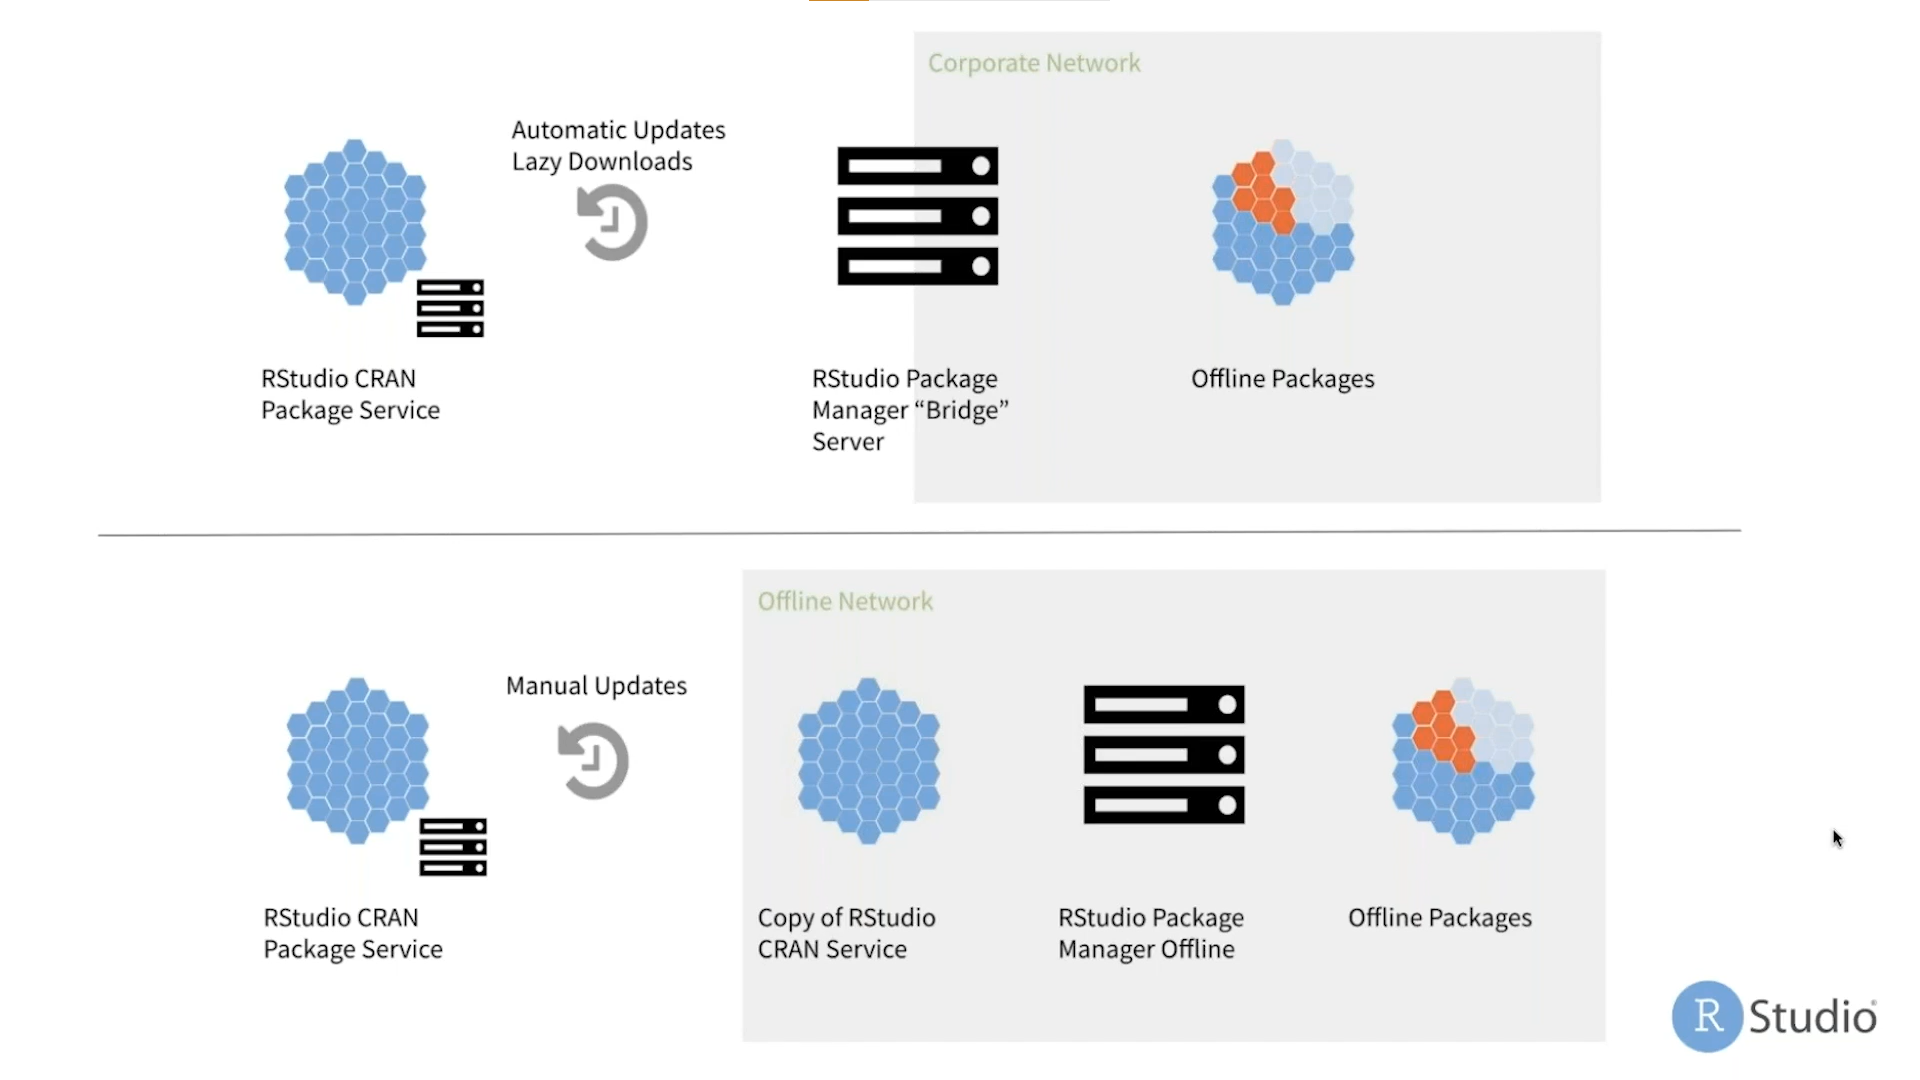 Corporate Network
Automatic Updates
Lazy Downloads
RStudio CRAN
Package Service
RStudio Package
Manager “Bridge”
Server
Offline Packages
Offline Network
Manual Updates
RStudio CRAN
Package Service
Copy of RStudio
CRAN Service
RStudio Package
Manager Offline
Offline Packages
R Studio®